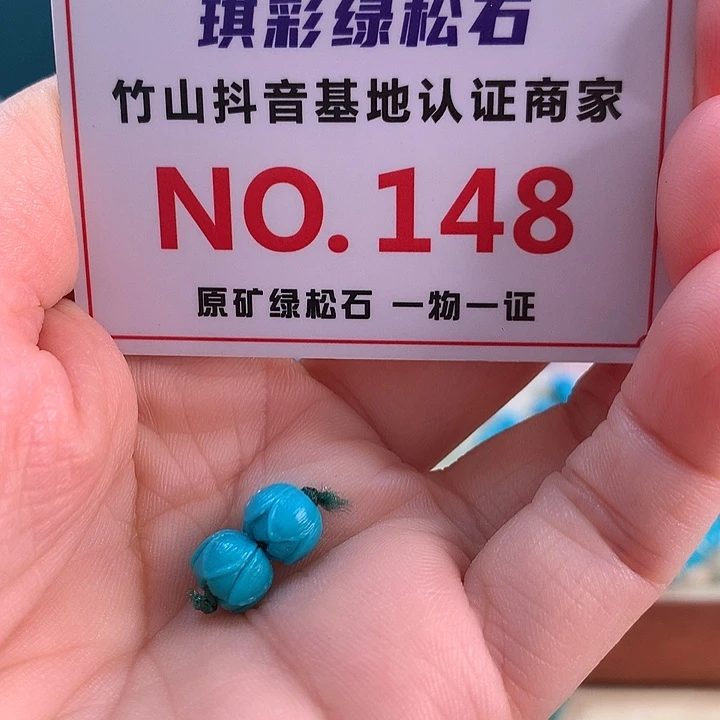 琪彩绿松石
竹山抖音基地认证商家
NO.148
原矿绿松石 一物一证